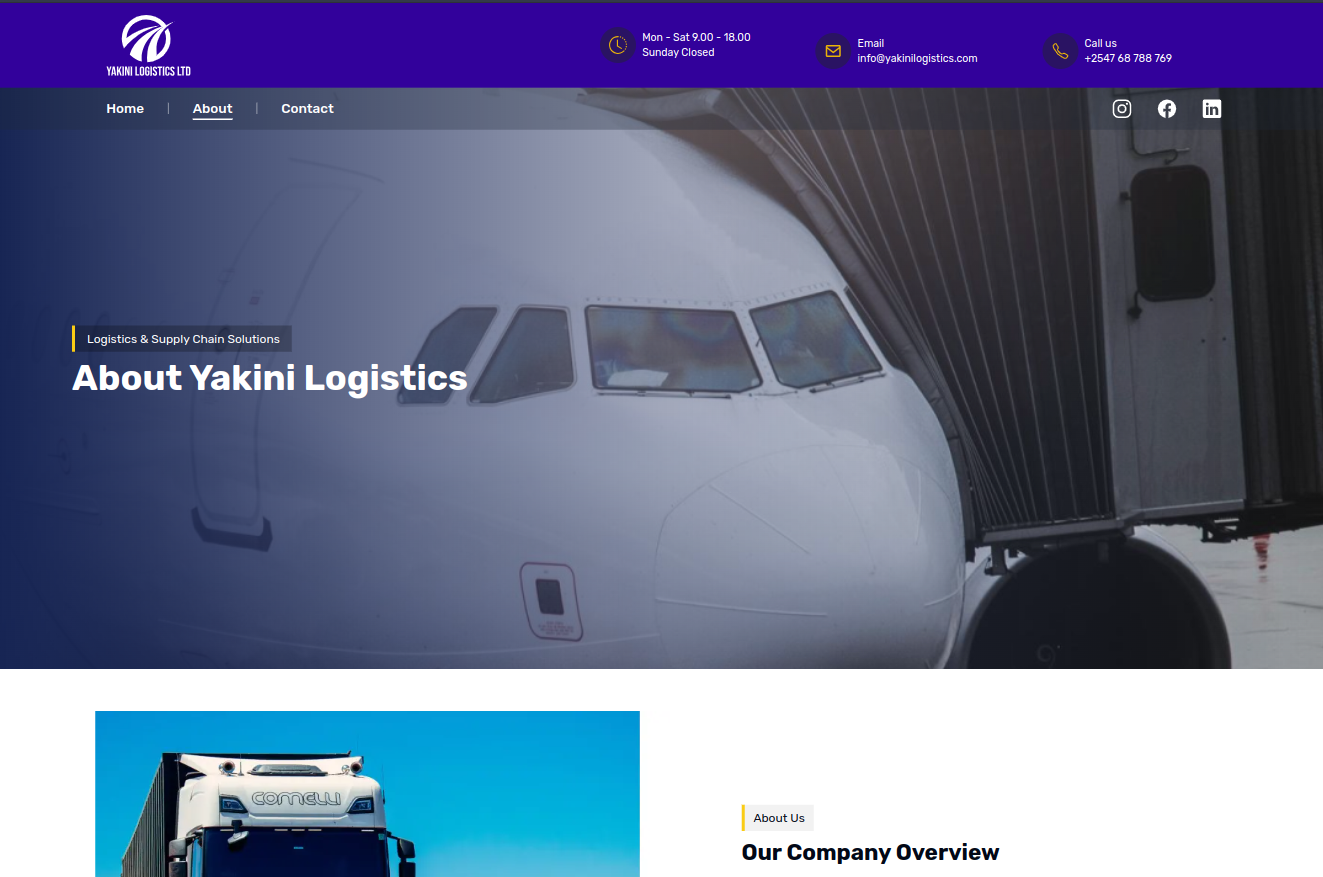 YAKINI LOGISTICS LTD
Mon - Sat 9.00 - 18.00
Sunday Closed
Email
info@yakinilogistics.com
Call us
+2547 68 788 769
Home | About | Contact
Logistics & Supply Chain Solutions
About Yakini Logistics
comelli
About Us
Our Company Overview